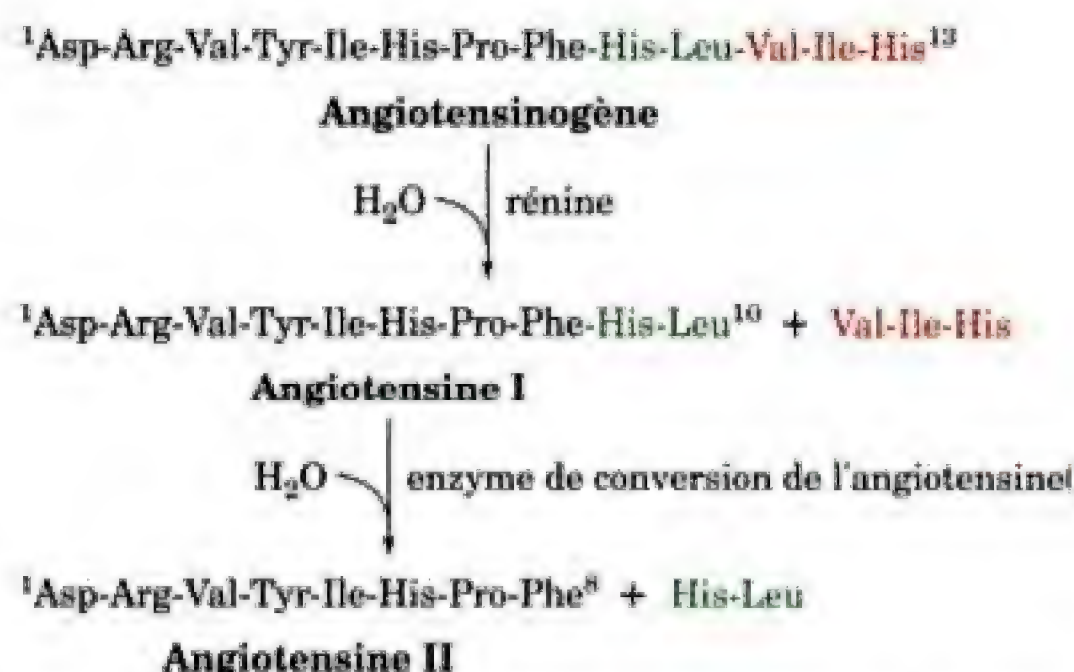 ¹Asp-Arg-Val-Tyr-Ile-His-Pro-Phe-His-Leu-Val-Ile-His¹³
Angiotensinogène
H₂O rénine
¹Asp-Arg-Val-Tyr-Ile-His-Pro-Phe-His-Leu¹⁰ + Val-Ile-His
Angiotensine I
H₂O enzyme de conversion de l'angiotensine
¹Asp-Arg-Val-Tyr-Ile-His-Pro-Phe⁸ + His-Leu
Angiotensine II